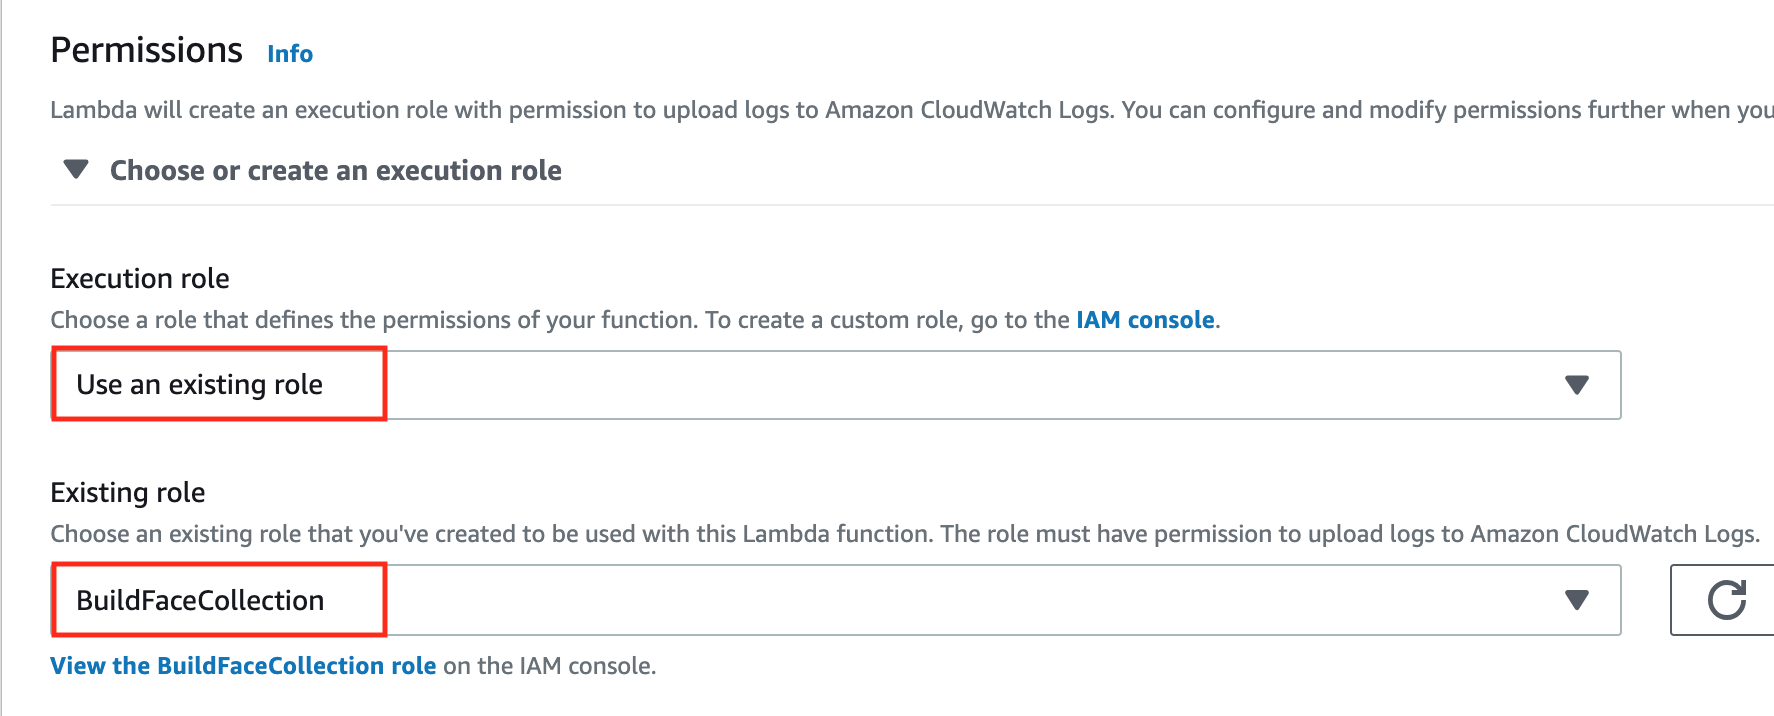 Permissions Info
Lambda will create an execution role with permission to upload logs to Amazon CloudWatch Logs. You can configure and modify permissions further when you
Choose or create an execution role
Execution role
Choose a role that defines the permissions of your function. To create a custom role, go to the IAM console.
Use an existing role
Existing role
Choose an existing role that you've created to be used with this Lambda function. The role must have permission to upload logs to Amazon CloudWatch Logs.
BuildFaceCollection
View the BuildFaceCollection role on the IAM console.